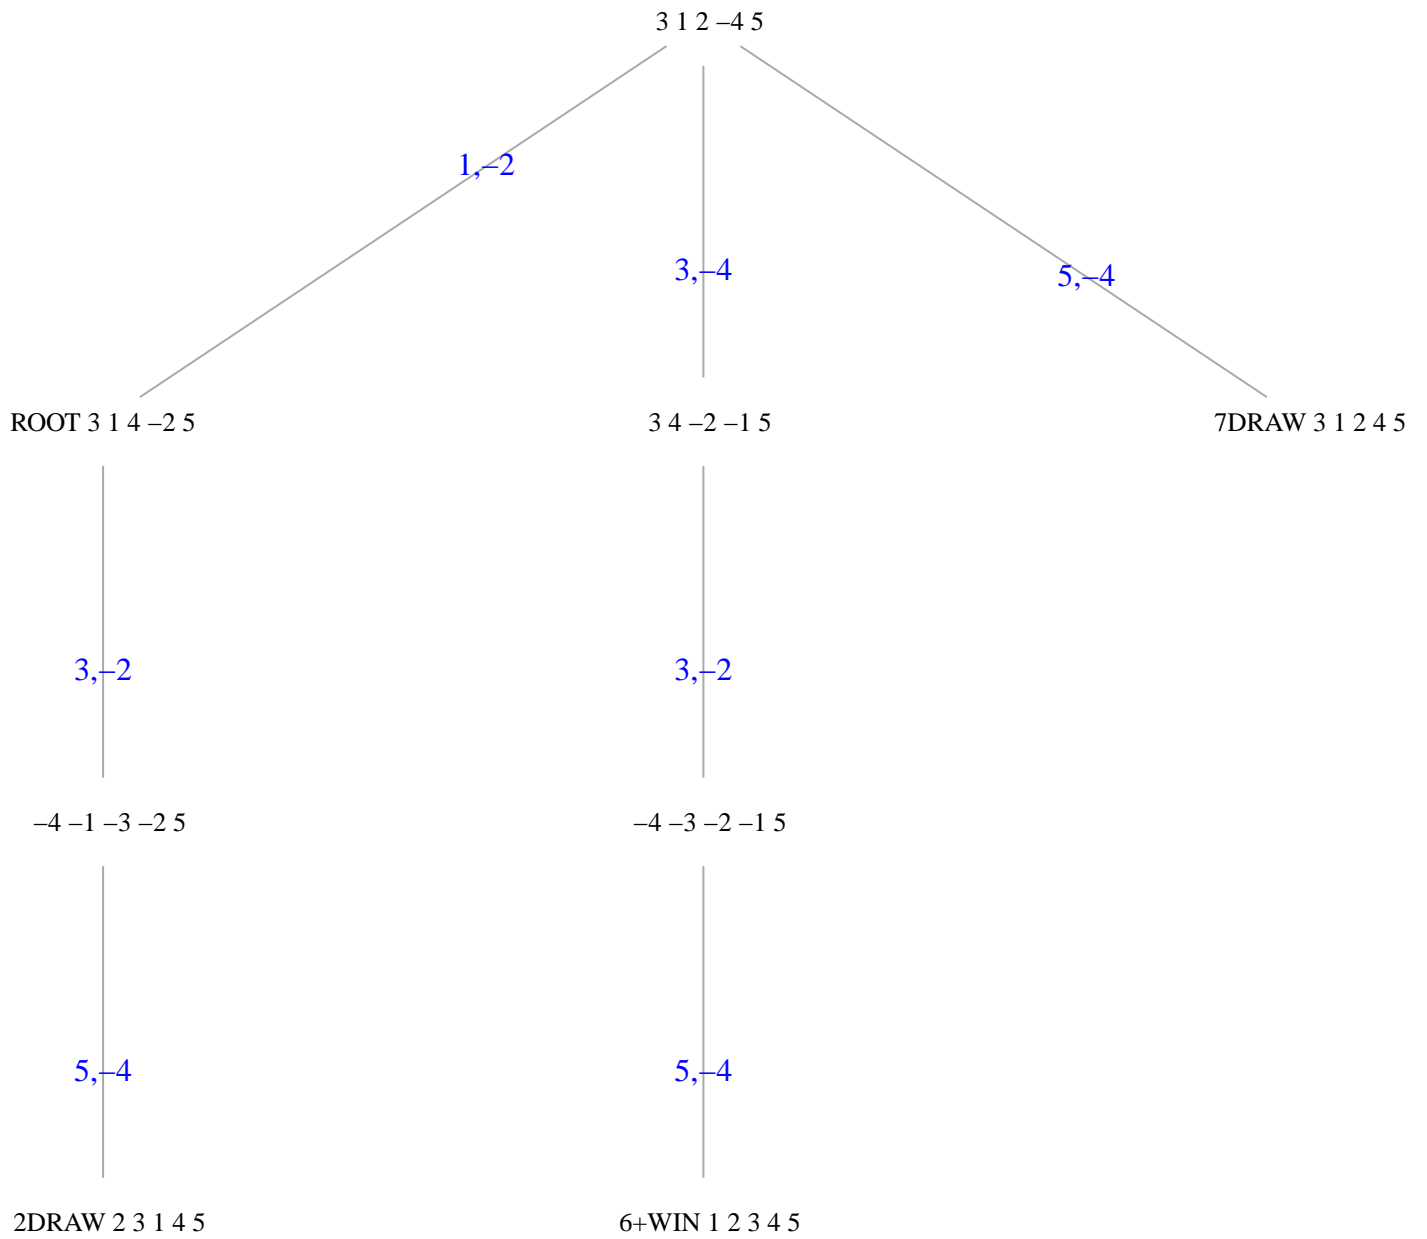 3 1 2 –4 5
1,–2
3,–4
5,–4
ROOT 3 1 4 –2 5
3 4 –2 –1 5
7DRAW 3 1 2 4 5
3,–2
3,–2
–4 –1 –3 –2 5
–4 –3 –2 –1 5
5,–4
5,–4
2DRAW 2 3 1 4 5
6+WIN 1 2 3 4 5